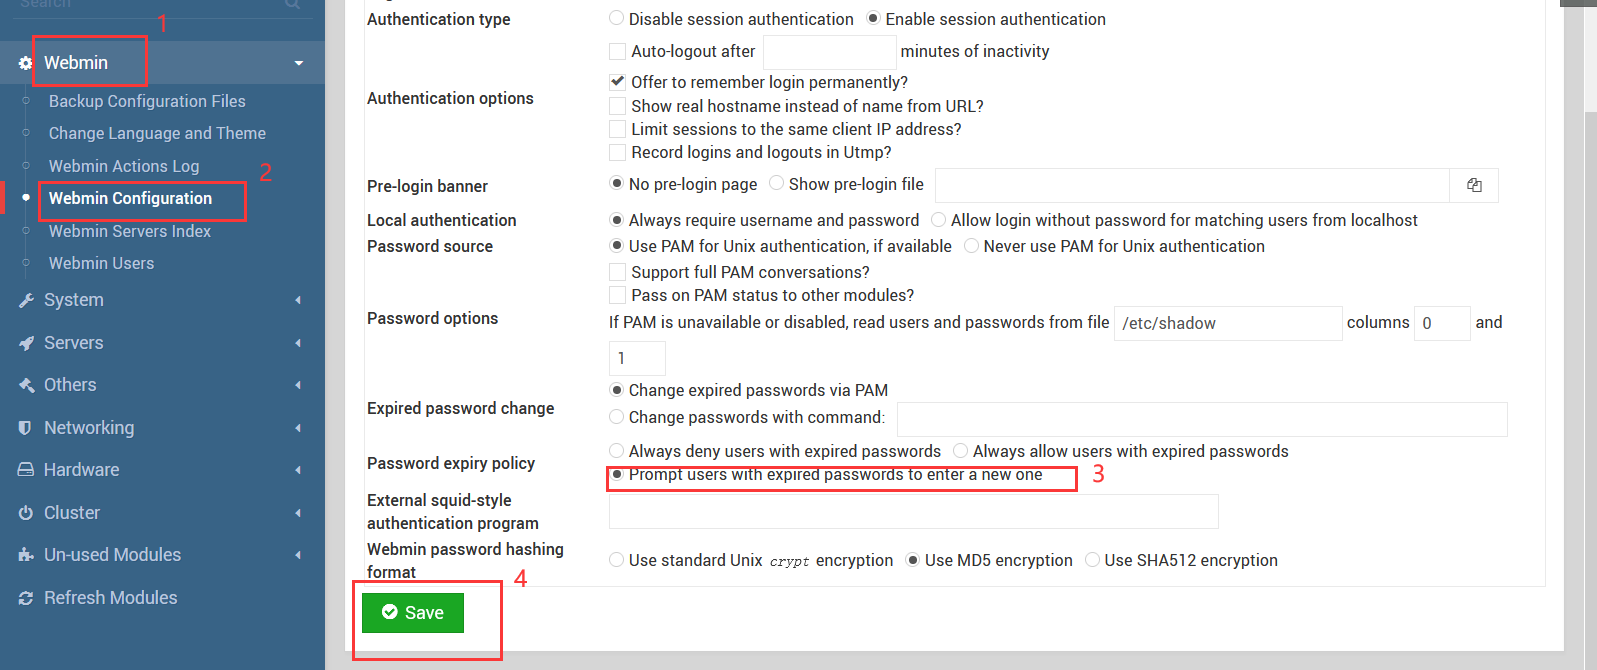 Search
1
Webmin
Backup Configuration Files
Change Language and Theme
Webmin Actions Log
2
Webmin Configuration
Webmin Servers Index
Webmin Users
System
Servers
Others
Networking
Hardware
Cluster
Un-used Modules
Refresh Modules
Authentication type
Disable session authentication Enable session authentication
Auto-logout after minutes of inactivity
Offer to remember login permanently?
Authentication options
Show real hostname instead of name from URL?
Limit sessions to the same client IP address?
Record logins and logouts in Utmp?
Pre-login banner No pre-login page Show pre-login file
Local authentication Always require username and password Allow login without password for matching users from localhost
Password source Use PAM for Unix authentication, if available Never use PAM for Unix authentication
Support full PAM conversations?
Pass on PAM status to other modules?
Password options If PAM is unavailable or disabled, read users and passwords from file /etc/shadow columns 0 and
1
Change expired passwords via PAM
Expired password change
Change passwords with command:
Always deny users with expired passwords Always allow users with expired passwords
Password expiry policy
Prompt users with expired passwords to enter a new one 3
External squid-style
authentication program
Webmin password hashing
format
Use standard Unix crypt encryption Use MD5 encryption Use SHA512 encryption
4
Save